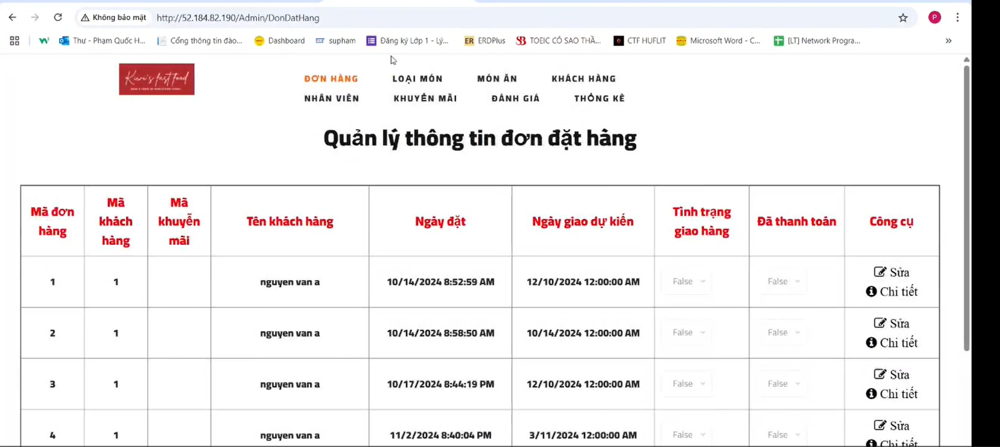 Không bảo mật
http://52.184.82.190/Admin/DonDatHang
P
Thư - Phạm Quốc H...
Cổng thông tin đào...
Dashboard
supham
Đăng ký Lớp 1 - Lý...
ER ERDPlus
TOEIC CÔ SAO THẦ...
CTF HUFLIT
Microsoft Word - C...
[LT] Network Progra...
»
Kiwi's fast food
ĐƠN HÀNG LOẠI MÓN MÓN ĂN KHÁCH HÀNG
NHÂN VIÊN KHUYẾN MÃI ĐÁNH GIÁ THỐNG KÊ
Quản lý thông tin đơn đặt hàng
Mã đơn hàng Mã khách hàng Mã khuyễn mãi Tên khách hàng Ngày đặt Ngày giao dự kiến Tình trạng giao hàng Đã thanh toán Công cụ
1 1 nguyen van a 10/14/2024 8:52:59 AM 12/10/2024 12:00:00 AM False False Sửa
Chi tiết
2 1 nguyen van a 10/14/2024 8:58:50 AM 10/14/2024 12:00:00 AM False False Sửa
Chi tiết
3 1 nguyen van a 10/17/2024 8:44:19 PM 12/10/2024 12:00:00 AM False False Sửa
Chi tiết
4 1 nguyen van a 11/2/2024 8:40:04 PM 3/11/2024 12:00:00 AM False False Sửa
Chi tiết